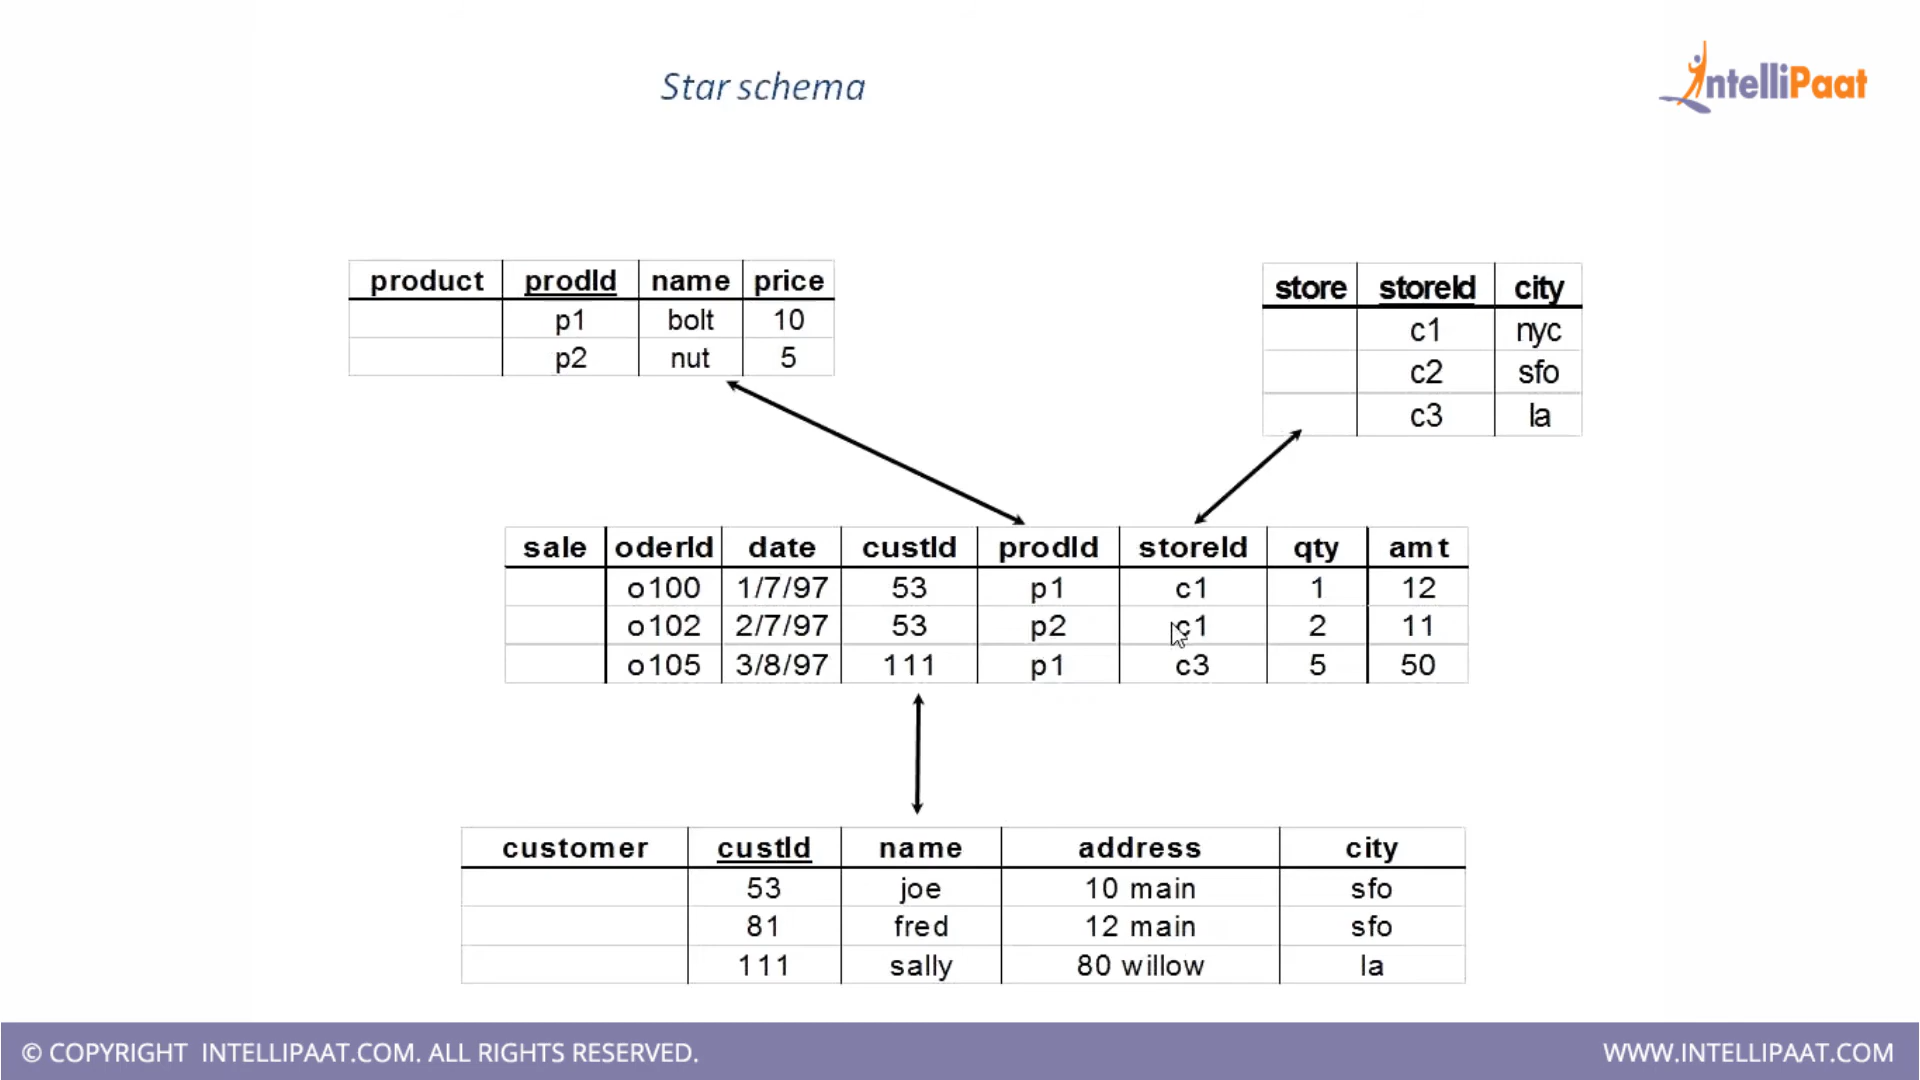 Star schema
IntelliPaat
product prodId name price
p1 bolt 10
p2 nut 5
store storeId city
c1 nyc
c2 sfo
c3 la
sale oderId date custId prodId storeId qty amt
o100 1/7/97 53 p1 c1 1 12
o102 2/7/97 53 p2 c1 2 11
o105 3/8/97 111 p1 c3 5 50
customer custId name address city
53 joe 10 main sfo
81 fred 12 main sfo
111 sally 80 willow la
© COPYRIGHT INTELLIPAAT.COM. ALL RIGHTS RESERVED.
WWW.INTELLIPAAT.COM